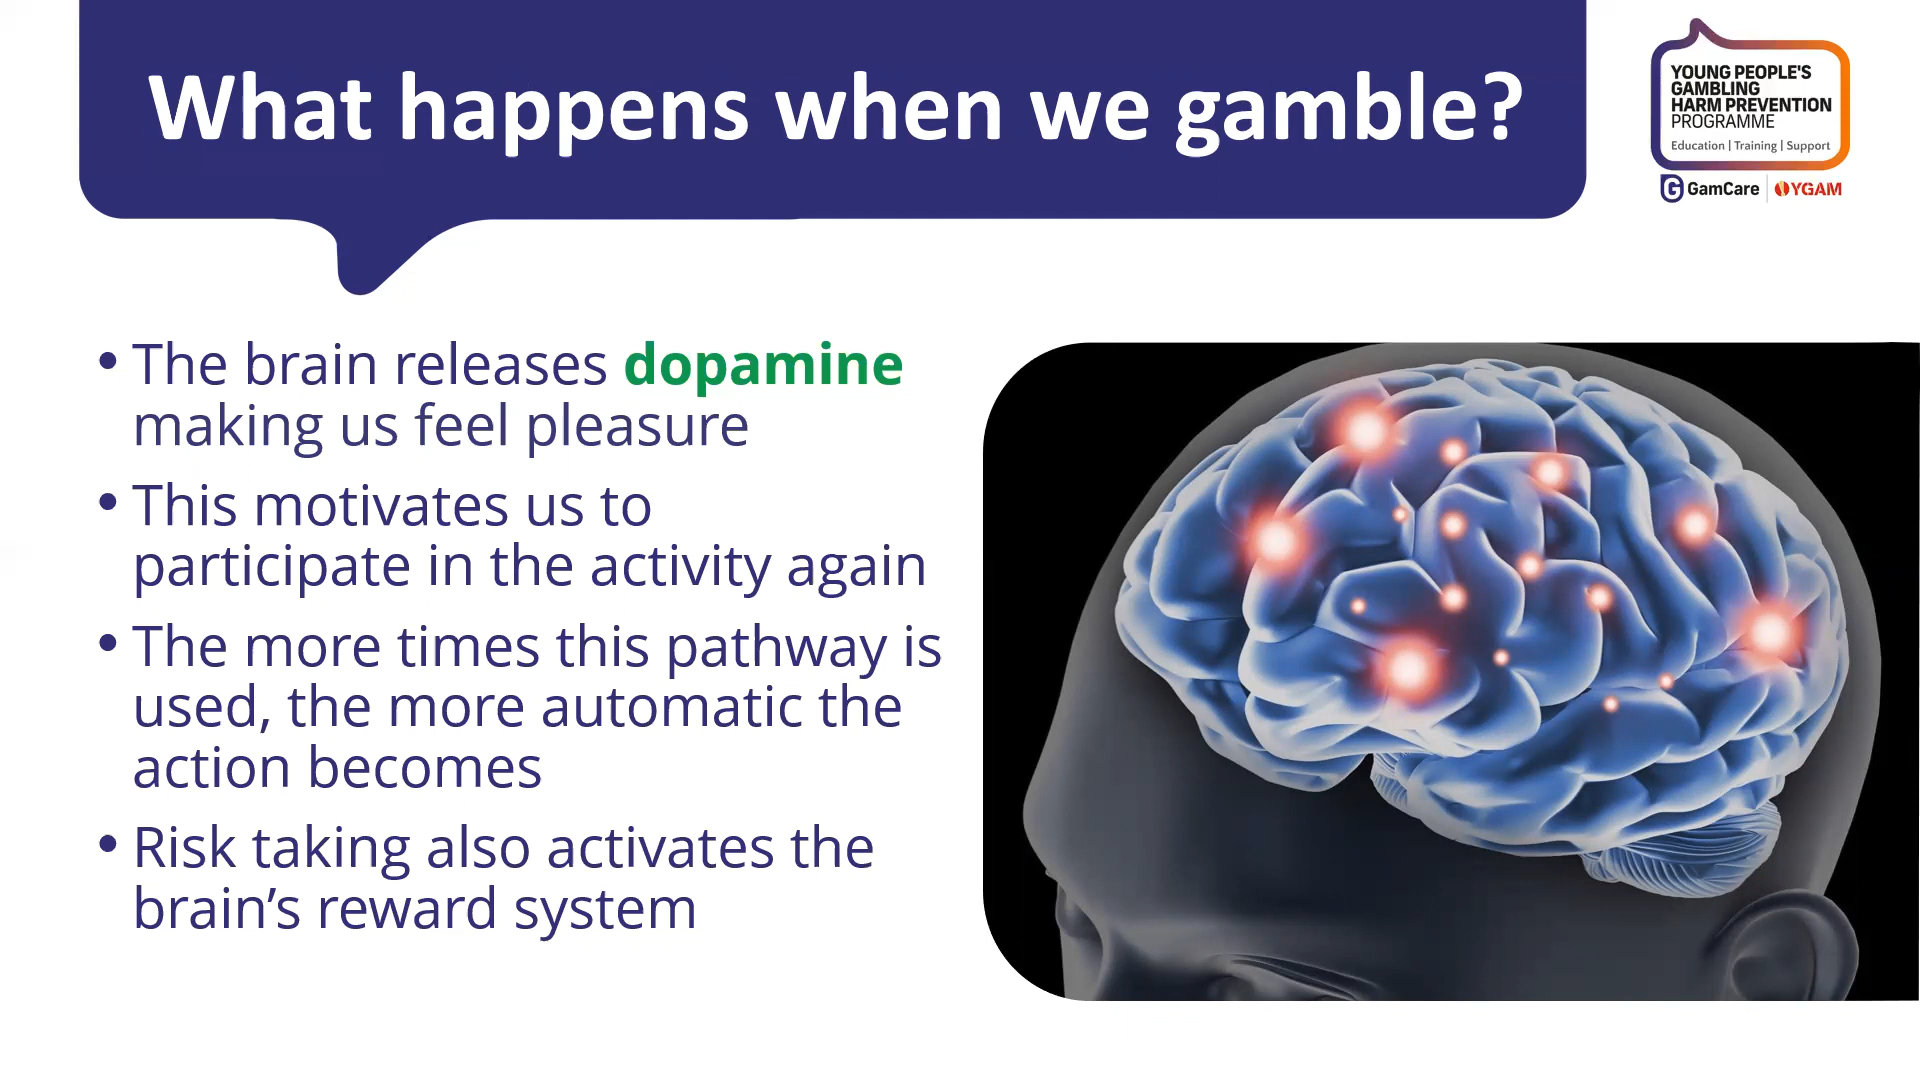 What happens when we gamble?
YOUNG PEOPLE'S
GAMBLING
HARM PREVENTION
PROGRAMME
Education | Training | Support
GamCare | YGAM
• The brain releases dopamine
making us feel pleasure
• This motivates us to
participate in the activity again
• The more times this pathway is
used, the more automatic the
action becomes
• Risk taking also activates the
brain’s reward system